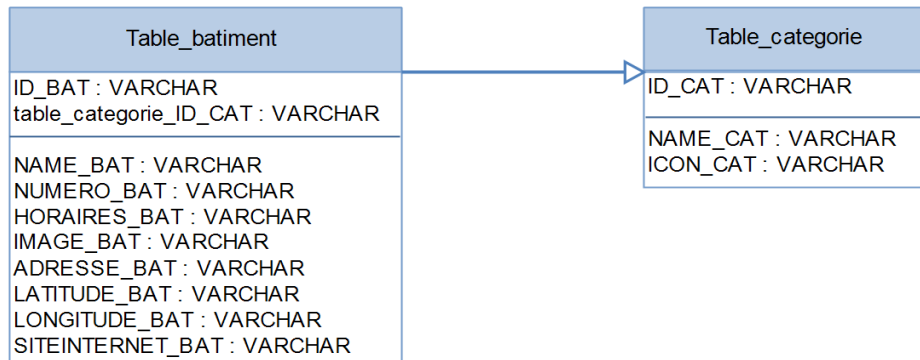 Table_batiment
ID_BAT : VARCHAR
table_categorie_ID_CAT : VARCHAR
NAME_BAT : VARCHAR
NUMERO_BAT : VARCHAR
HORAIRES_BAT : VARCHAR
IMAGE_BAT : VARCHAR
ADRESSE_BAT : VARCHAR
LATITUDE_BAT : VARCHAR
LONGITUDE_BAT : VARCHAR
SITEINTERNET_BAT : VARCHAR
Table_categorie
ID_CAT : VARCHAR
NAME_CAT : VARCHAR
ICON_CAT : VARCHAR